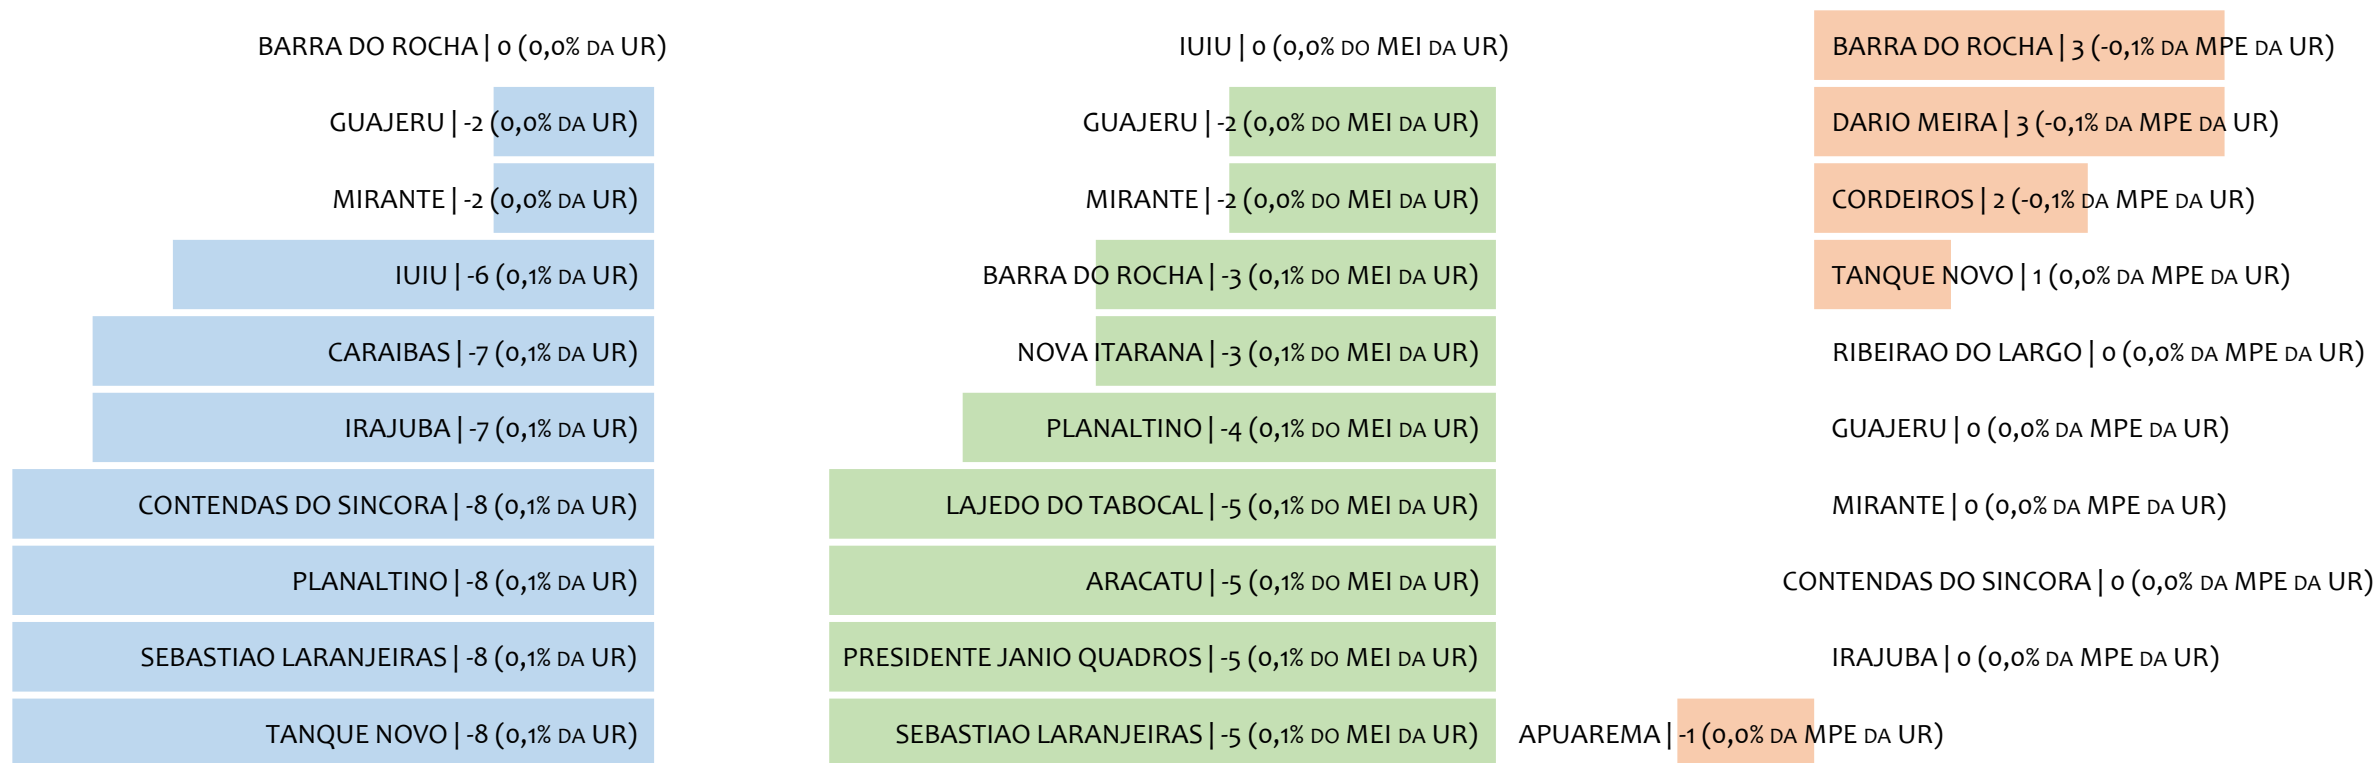 BARRA DO ROCHA | 0 (0,0% DA UR)
GUAJERU | -2 (0,0% DA UR)
MIRANTE | -2 (0,0% DA UR)
IUIU | -6 (0,1% DA UR)
CARAIBAS | -7 (0,1% DA UR)
IRAJUBA | -7 (0,1% DA UR)
CONTENDAS DO SINCORA | -8 (0,1% DA UR)
PLANALTINO | -8 (0,1% DA UR)
SEBASTIAO LARANJEIRAS | -8 (0,1% DA UR)
TANQUE NOVO | -8 (0,1% DA UR)
IUIU | 0 (0,0% DO MEI DA UR)
GUAJERU | -2 (0,0% DO MEI DA UR)
MIRANTE | -2 (0,0% DO MEI DA UR)
BARRA DO ROCHA | -3 (0,1% DO MEI DA UR)
NOVA ITARANA | -3 (0,1% DO MEI DA UR)
PLANALTINO | -4 (0,1% DO MEI DA UR)
LAJEDO DO TABOCAL | -5 (0,1% DO MEI DA UR)
ARACATU | -5 (0,1% DO MEI DA UR)
PRESIDENTE JANIO QUADROS | -5 (0,1% DO MEI DA UR)
SEBASTIAO LARANJEIRAS | -5 (0,1% DO MEI DA UR)
BARRA DO ROCHA | 3 (-0,1% DA MPE DA UR)
DARIO MEIRA | 3 (-0,1% DA MPE DA UR)
CORDEIROS | 2 (-0,1% DA MPE DA UR)
TANQUE NOVO | 1 (0,0% DA MPE DA UR)
RIBEIRAO DO LARGO | 0 (0,0% DA MPE DA UR)
GUAJERU | 0 (0,0% DA MPE DA UR)
MIRANTE | 0 (0,0% DA MPE DA UR)
CONTENDAS DO SINCORA | 0 (0,0% DA MPE DA UR)
IRAJUBA | 0 (0,0% DA MPE DA UR)
APUAREMA | -1 (0,0% DA MPE DA UR)